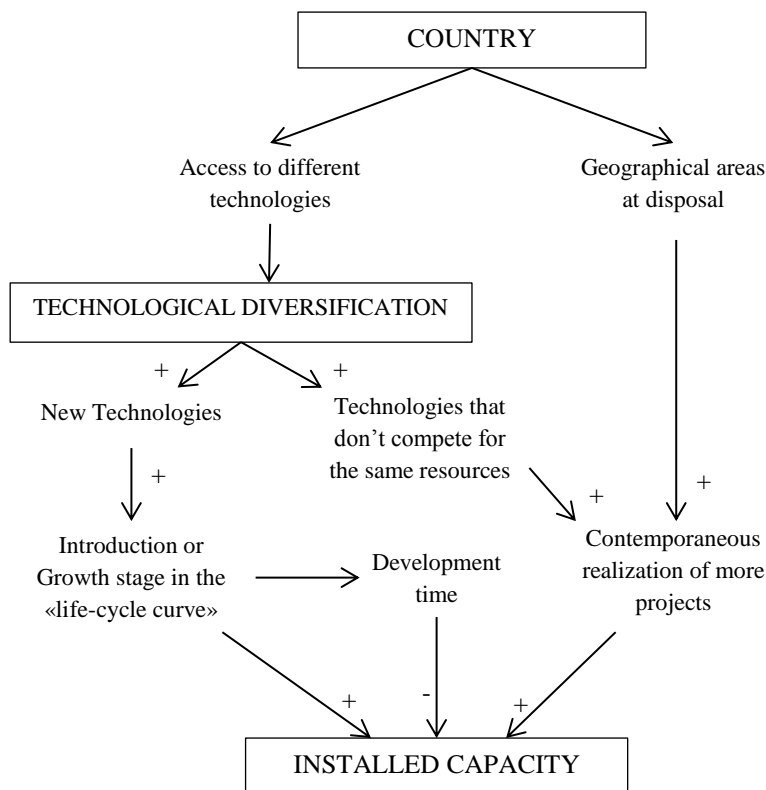 COUNTRY
Access to different
technologies
Geographical areas
at disposal
TECHNOLOGICAL DIVERSIFICATION
+
+
New Technologies
Technologies that
don’t compete for
the same resources
+
+
+
Introduction or
Growth stage in the
«life-cycle curve»
Development
time
Contemporaneous
realization of more
projects
+
-
+
INSTALLED CAPACITY